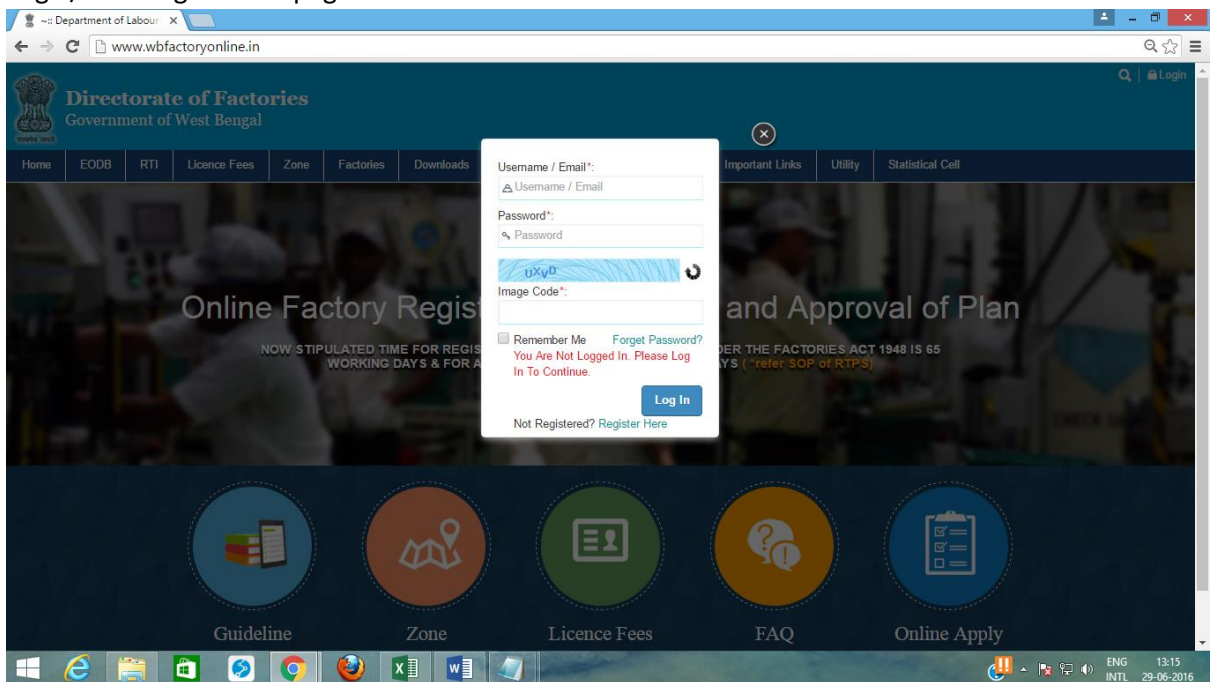 ~:: Department of Labour
www.wbfactoryonline.in
Login
Directorate of Factories
Government of West Bengal
Home EODB RTI Licence Fees Zone Factories Downloads Important Links Utility Statistical Cell
Username / Email*:
Username / Email
Password*:
Password
UXyD
Image Code*:
Remember Me Forget Password?
You Are Not Logged In. Please Log
In To Continue.
Log In
Not Registered? Register Here
Online Factory Regist and Approval of Plan
NOW STIPULATED TIME FOR REGIS DER THE FACTORIES ACT 1948 IS 65
WORKING DAYS & FOR A YS ( *refer SOP of RTPS)
Guideline Zone Licence Fees FAQ Online Apply
ENG 13:15
INTL 29-06-2016